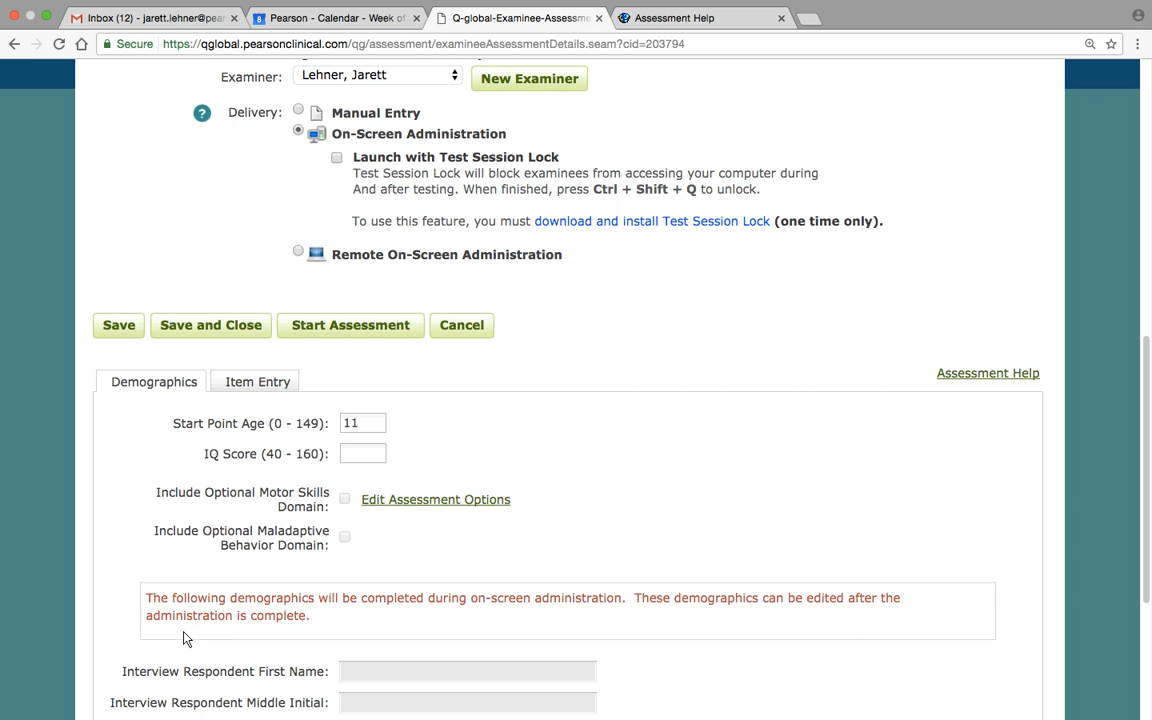 Inbox (12) - jarett.lehner@pear
Pearson - Calendar - Week of
Q-global-Examinee-Assessme
Assessment Help
Secure
https://qglobal.pearsonclinical.com/qg/assessment/examineeAssessmentDetails.seam?cid=203794
Examiner:
Lehner, Jarett
New Examiner
?
Delivery:
Manual Entry
On-Screen Administration
Launch with Test Session Lock
Test Session Lock will block examinees from accessing your computer during
And after testing. When finished, press Ctrl + Shift + Q to unlock.
To use this feature, you must download and install Test Session Lock (one time only).
Remote On-Screen Administration
Save
Save and Close
Start Assessment
Cancel
Demographics
Item Entry
Assessment Help
Start Point Age (0 - 149):
11
IQ Score (40 - 160):
Include Optional Motor Skills
Domain:
Edit Assessment Options
Include Optional Maladaptive
Behavior Domain:
The following demographics will be completed during on-screen administration. These demographics can be edited after the
administration is complete.
Interview Respondent First Name:
Interview Respondent Middle Initial: